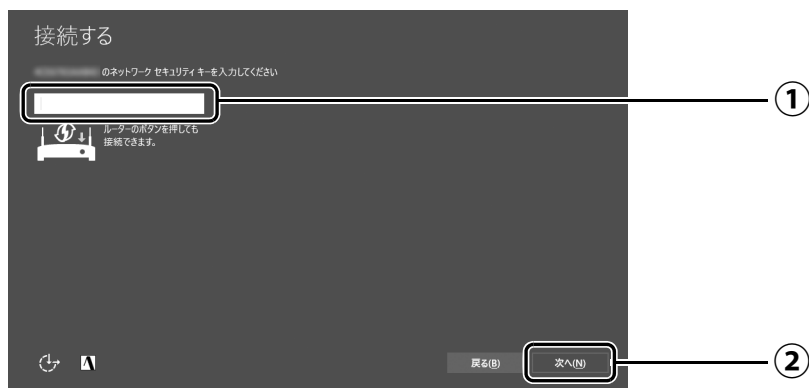 接続する
のネットワーク セキュリティ キーを入力してください
①
ルーターのボタンを押しても
接続できます。
戻る(B)
次へ(N)
②